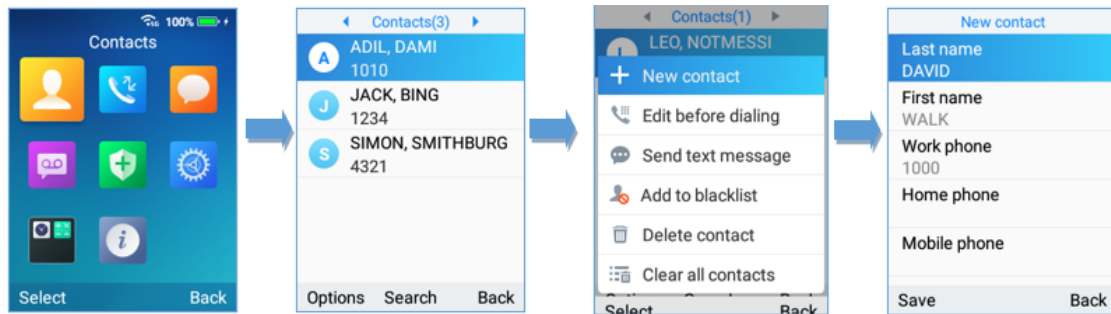 100%
Contacts
Select Back
Contacts(3)
A ADIL, DAMI
1010
J JACK, BING
1234
S SIMON, SMITHBURG
4321
Options Search Back
Contacts(1)
L LEO, NOTMESSI
New contact
Edit before dialing
Send text message
Add to blacklist
Delete contact
Clear all contacts
Select Back
New contact
Last name
DAVID
First name
WALK
Work phone
1000
Home phone
Mobile phone
Save Back